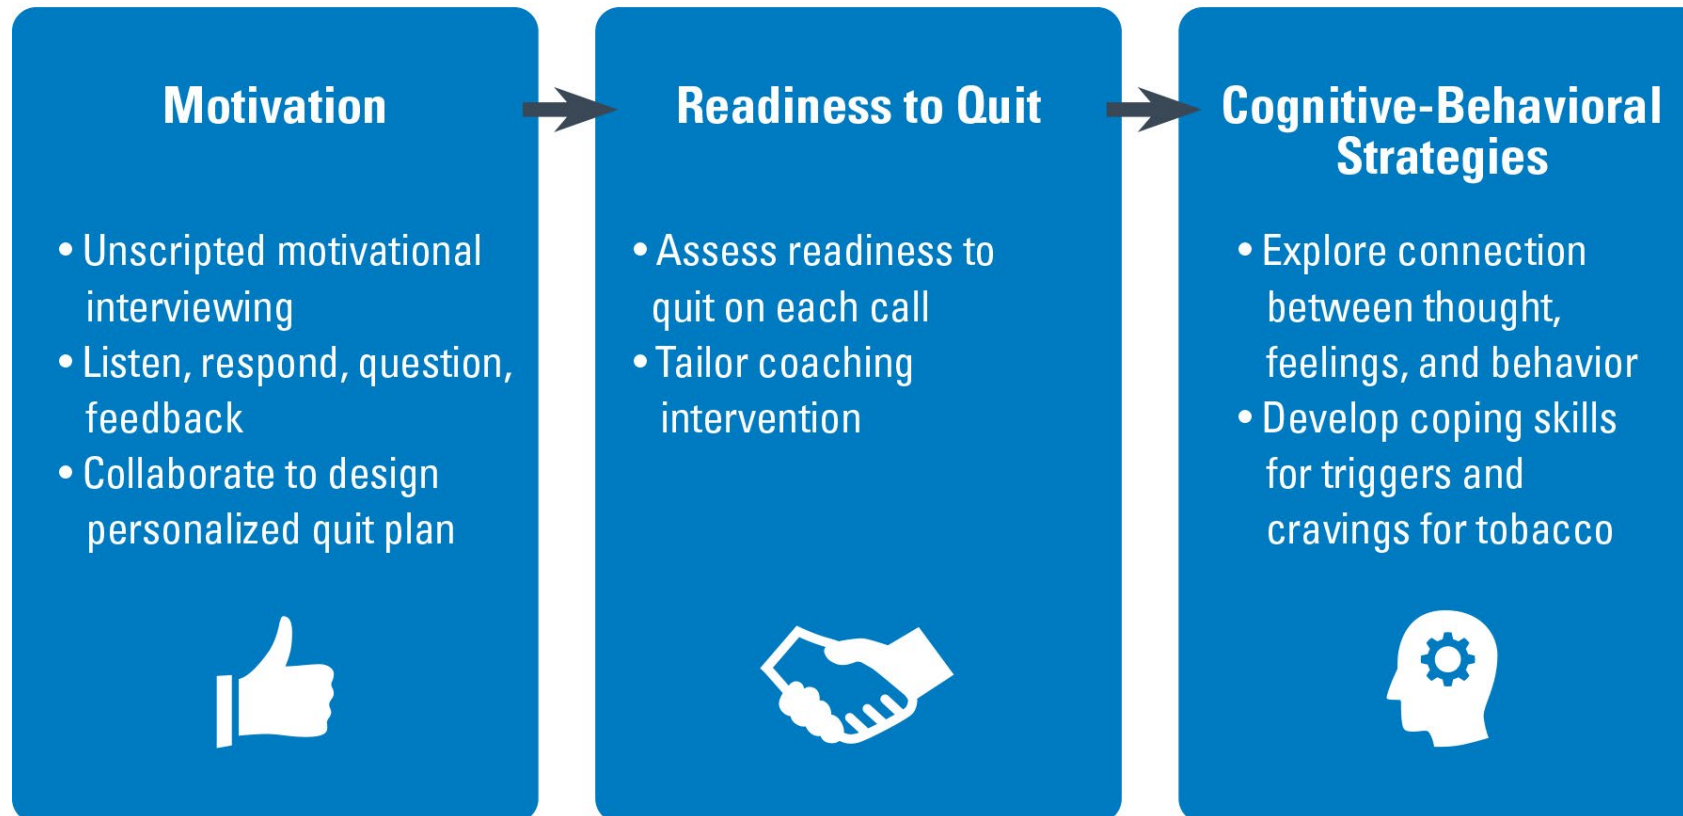 Motivation
• Unscripted motivational
interviewing
• Listen, respond, question,
feedback
• Collaborate to design
personalized quit plan
Readiness to Quit
• Assess readiness to
quit on each call
• Tailor coaching
intervention
Cognitive-Behavioral
Strategies
• Explore connection
between thought,
feelings, and behavior
• Develop coping skills
for triggers and
cravings for tobacco